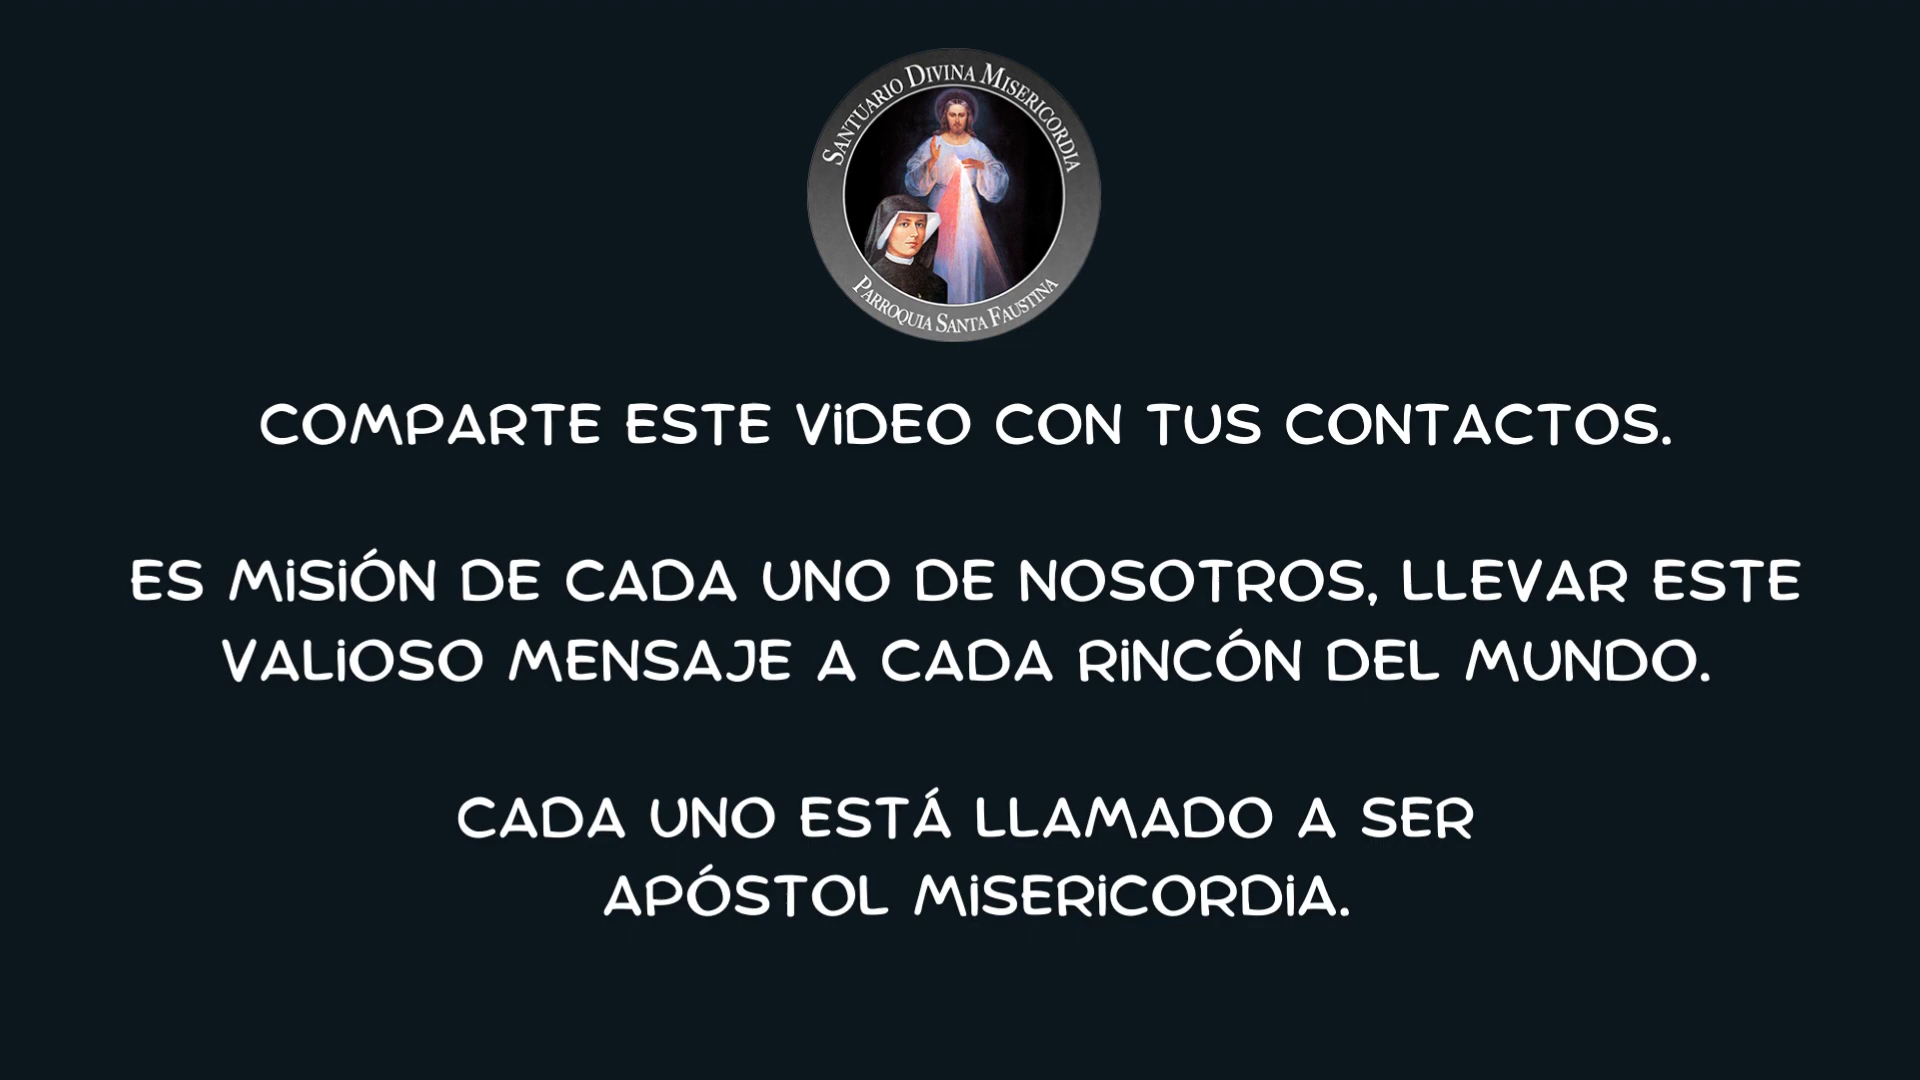 SANTUARIO DIVINA MISERICORDIA
PARROQUIA SANTA FAUSTINA
COMPARTE ESTE VIDEO CON TUS CONTACTOS.
ES MISIÓN DE CADA UNO DE NOSOTROS, LLEVAR ESTE
VALIOSO MENSAJE A CADA RINCÓN DEL MUNDO.
CADA UNO ESTÁ LLAMADO A SER
APÓSTOL MISERICORDIA.